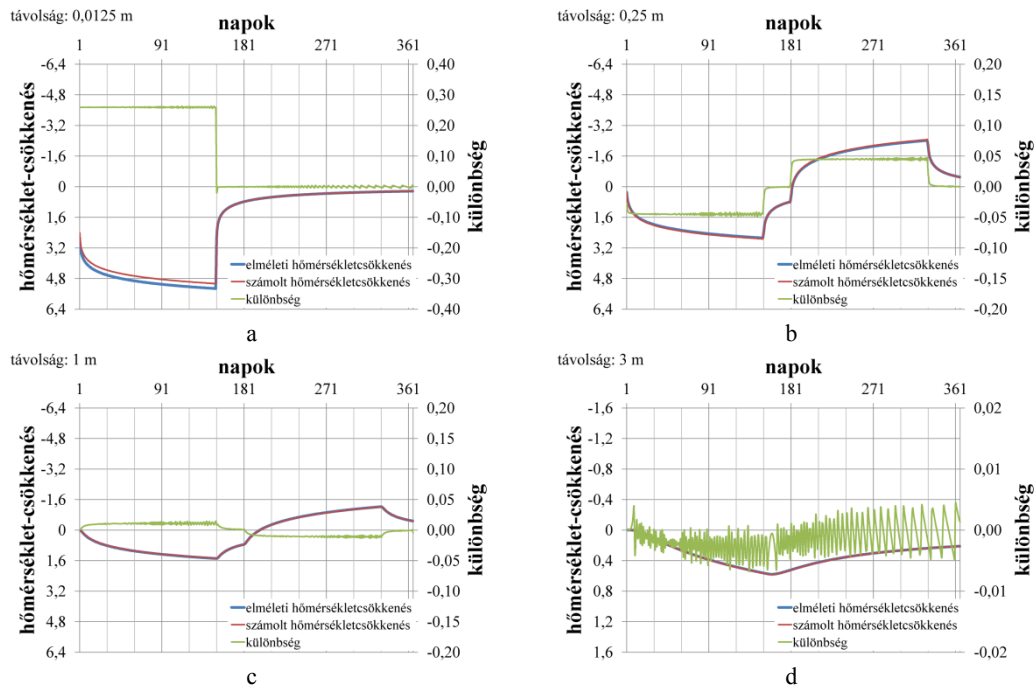 távolság: 0,0125 m
napok
1 91 181 271 361
-6,4 0,40
-4,8 0,30
-3,2 0,20
-1,6 0,10
0 0,00
1,6 -0,10
3,2 -0,20
4,8 -0,30
6,4 -0,40
hőmérséklet-csökkenés
különbség
elméleti hőmérsékletcsökkenés
számolt hőmérsékletcsökkenés
különbség
a
távolság: 0,25 m
napok
1 91 181 271 361
-6,4 0,20
-4,8 0,15
-3,2 0,10
-1,6 0,05
0 0,00
1,6 -0,05
3,2 -0,10
4,8 -0,15
6,4 -0,20
hőmérséklet-csökkenés
különbség
elméleti hőmérsékletcsökkenés
számolt hőmérsékletcsökkenés
különbség
b
távolság: 1 m
napok
1 91 181 271 361
-6,4 0,20
-4,8 0,15
-3,2 0,10
-1,6 0,05
0 0,00
1,6 -0,05
3,2 -0,10
4,8 -0,15
6,4 -0,20
hőmérséklet-csökkenés
különbség
elméleti hőmérsékletcsökkenés
számolt hőmérsékletcsökkenés
különbség
c
távolság: 3 m
napok
1 91 181 271 361
-1,6 0,02
-1,2
-0,8 0,01
-0,4
0 0,00
0,4
0,8 -0,01
1,2
1,6 -0,02
hőmérséklet-csökkenés
különbség
elméleti hőmérsékletcsökkenés
számolt hőmérsékletcsökkenés
különbség
d